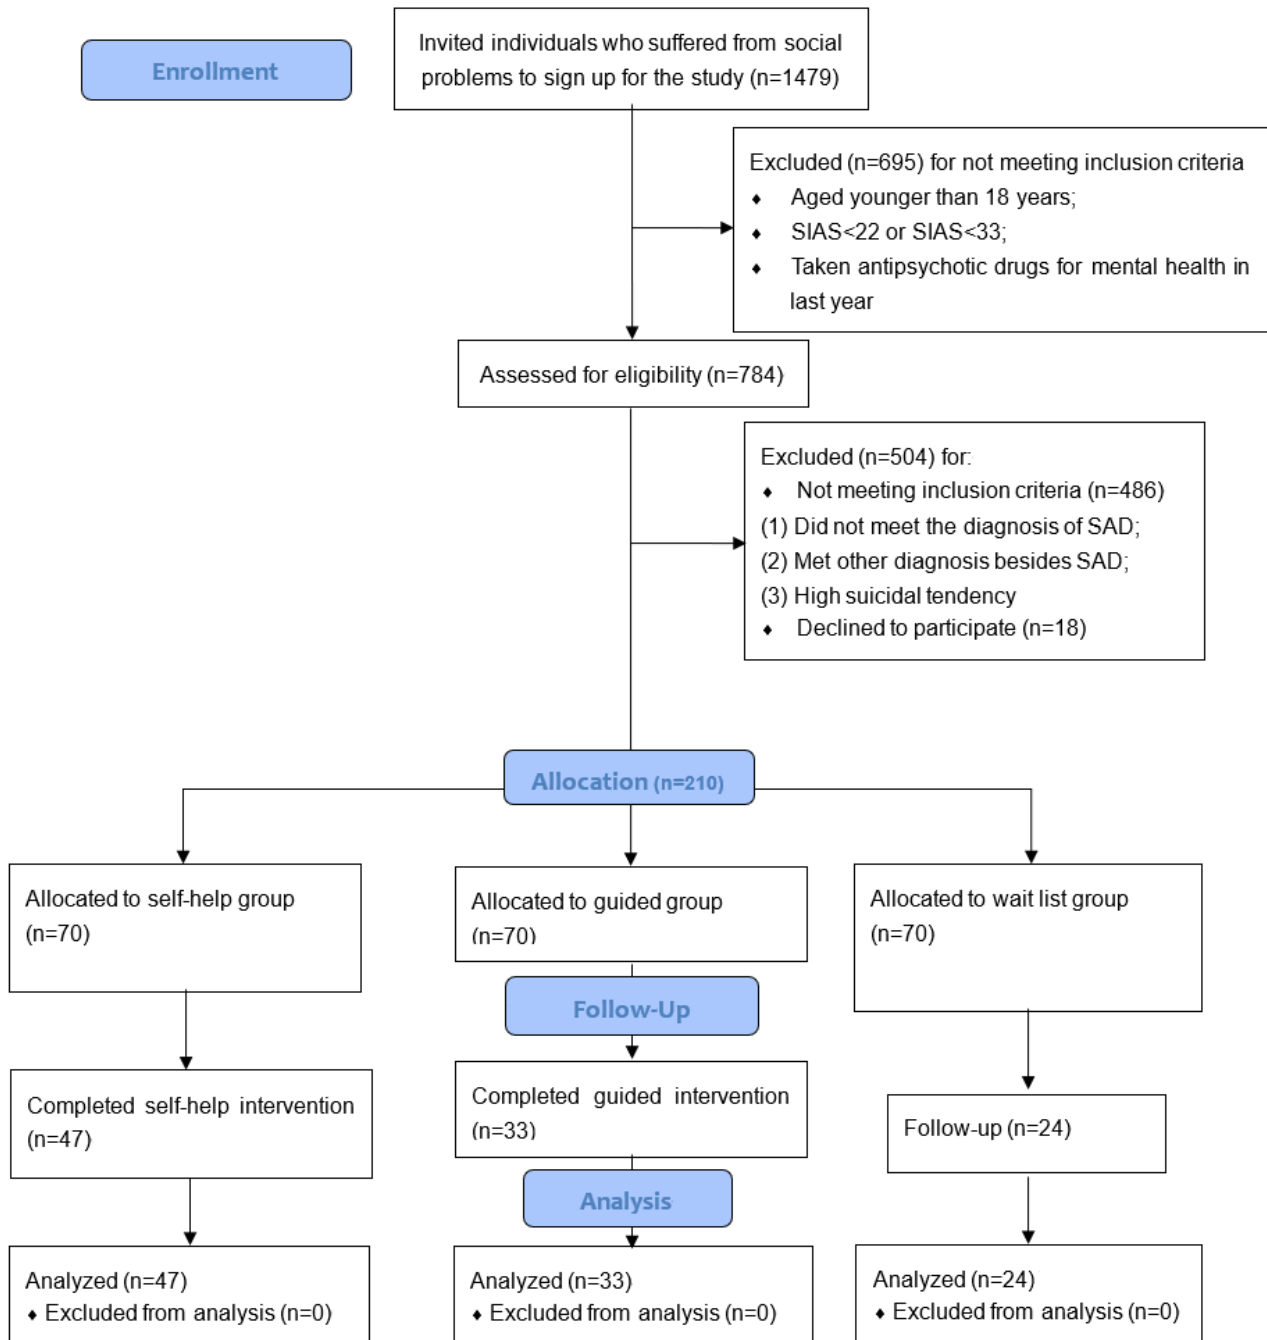 Enrollment
Invited individuals who suffered from social
problems to sign up for the study (n=1479)
Excluded (n=695) for not meeting inclusion criteria
♦ Aged younger than 18 years;
♦ SIAS<22 or SIAS<33;
♦ Taken antipsychotic drugs for mental health in
last year
Assessed for eligibility (n=784)
Excluded (n=504) for:
♦ Not meeting inclusion criteria (n=486)
(1) Did not meet the diagnosis of SAD;
(2) Met other diagnosis besides SAD;
(3) High suicidal tendency
♦ Declined to participate (n=18)
Allocation (n=210)
Allocated to self-help group
(n=70)
Allocated to guided group
(n=70)
Allocated to wait list group
(n=70)
Follow-Up
Completed self-help intervention
(n=47)
Completed guided intervention
(n=33)
Follow-up (n=24)
Analysis
Analyzed (n=47)
♦ Excluded from analysis (n=0)
Analyzed (n=33)
♦ Excluded from analysis (n=0)
Analyzed (n=24)
♦ Excluded from analysis (n=0)